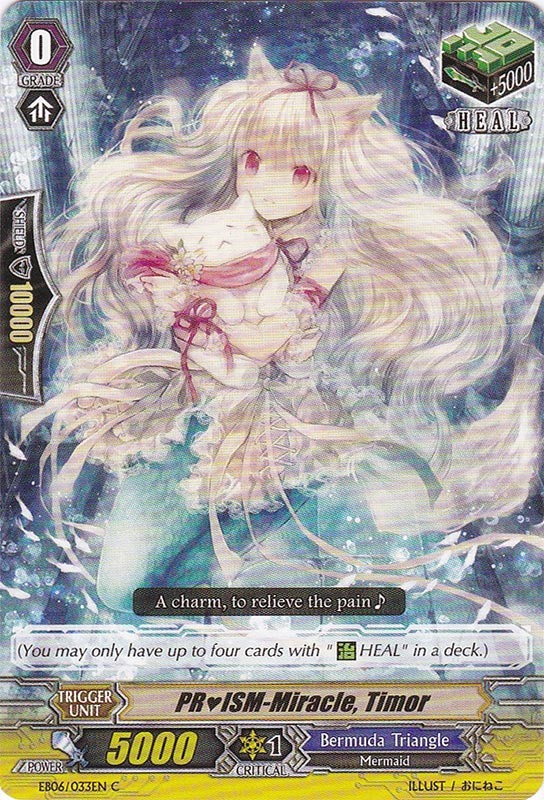 0
GRADE
治
+5000
HEAL
SHIELD
10000
A charm, to relieve the pain♪
(You may only have up to four cards with "治 HEAL" in a deck.)
TRIGGER
UNIT
PR♥ISM-Miracle, Timor
POWER
5000
1
CRITICAL
Bermuda Triangle
Mermaid
EB06/033EN C
ILLUST / おにねこ